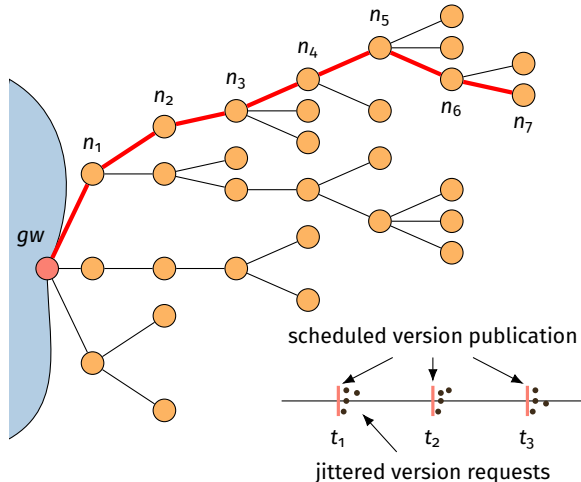 n5
n4
n3
n2
n6
n7
n1
gw
scheduled version publication
t1
t2
t3
jittered version requests